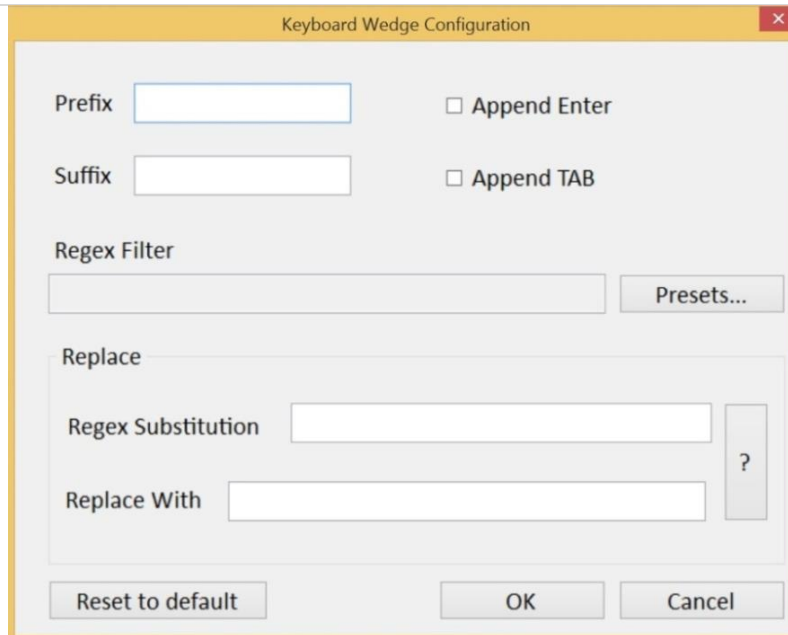 Keyboard Wedge Configuration
Prefix
Append Enter
Suffix
Append TAB
Regex Filter
Presets...
Replace
Regex Substitution
?
Replace With
Reset to default
OK
Cancel